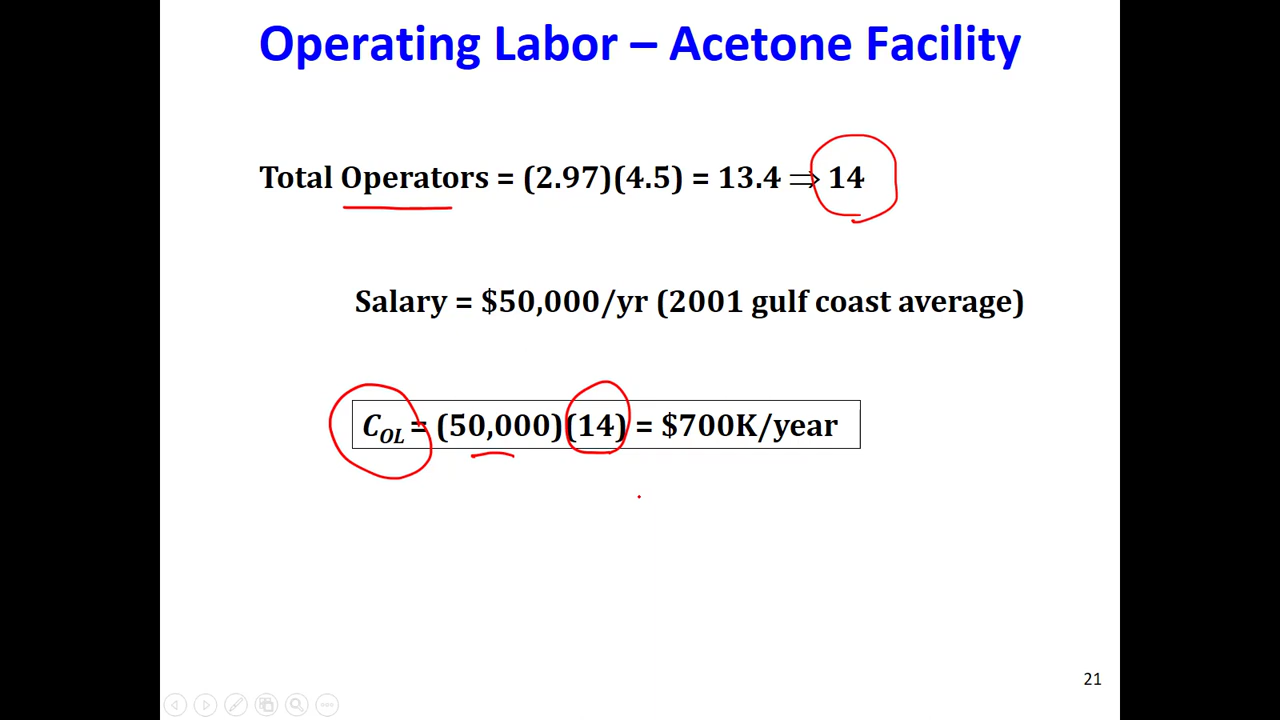 Operating Labor – Acetone Facility
Total Operators = (2.97)(4.5) = 13.4 ⇒ 14
Salary = $50,000/yr (2001 gulf coast average)
C_OL = (50,000)(14) = $700K/year
21